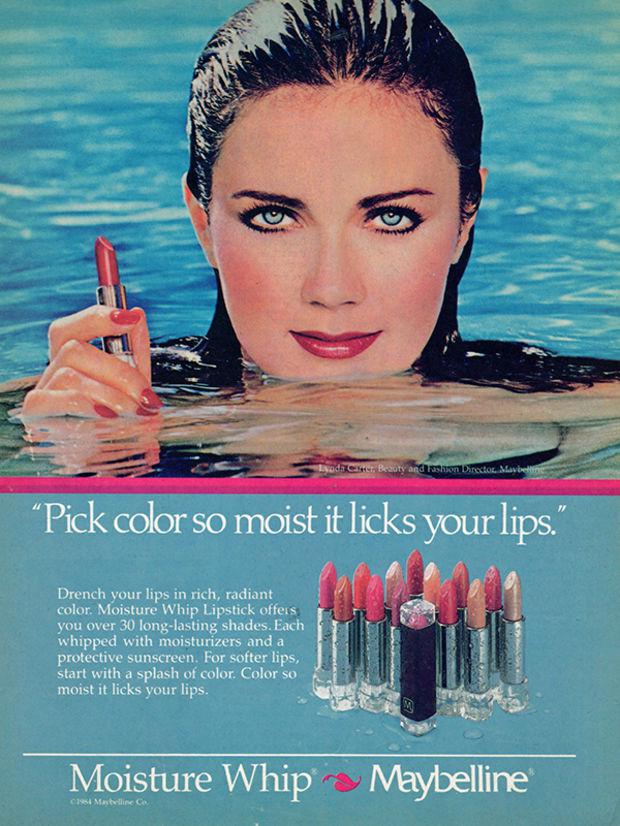 Lynda Carter, Beauty and Fashion Director, Maybelline
“Pick color so moist it licks your lips.”
Drench your lips in rich, radiant
color. Moisture Whip Lipstick offers
you over 30 long-lasting shades. Each
whipped with moisturizers and a
protective sunscreen. For softer lips,
start with a splash of color. Color so
moist it licks your lips.
M
Moisture Whip® Maybelline®
©1984 Maybelline Co.